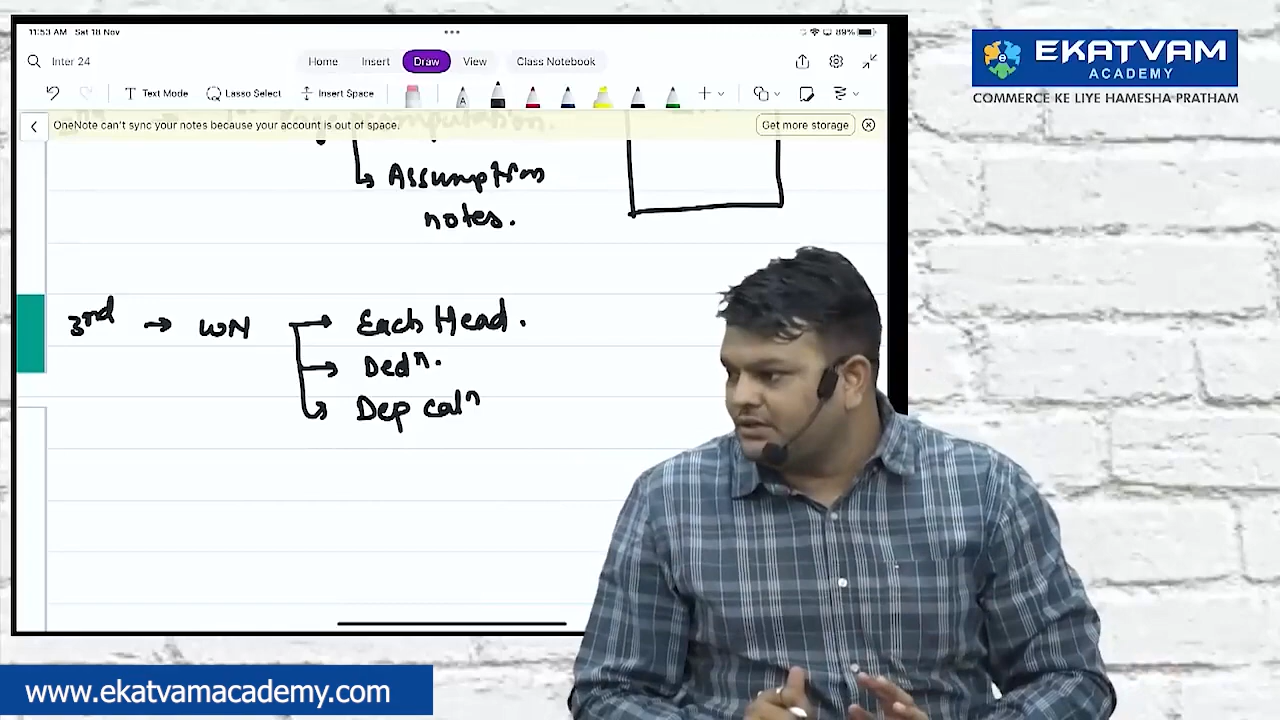 11:53 AM Sat 18 Nov
89%
EKATVAM
ACADEMY
COMMERCE KE LIYE HAMESHA PRATHAM
Inter 24
Home Insert Draw View Class Notebook
Text Mode Lasso Select Insert Space
OneNote can't sync your notes because your account is out of space.
Get more storage
Assumption
notes.
3rd → WN → Each Head.
→ Dedn.
→ Dep caln
www.ekatvamacademy.com